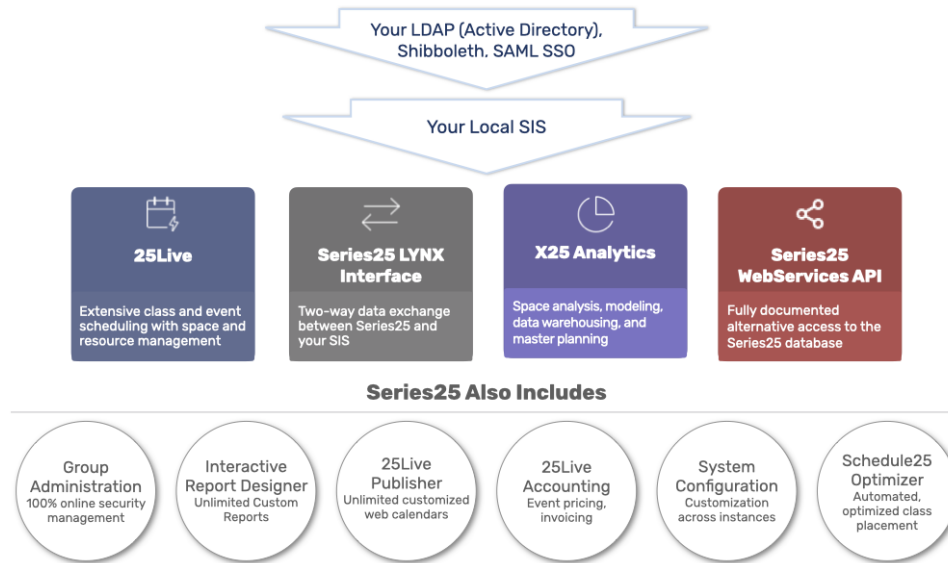 Your LDAP (Active Directory),
Shibboleth, SAML SSO
Your Local SIS
25Live
Extensive class and event
scheduling with space and
resource management
Series25 LYNX
Interface
Two-way data exchange
between Series25 and
your SIS
X25 Analytics
Space analysis, modeling,
data warehousing, and
master planning
Series25
WebServices API
Fully documented
alternative access to the
Series25 database
Series25 Also Includes
Group
Administration
100% online security
management
Interactive
Report Designer
Unlimited Custom
Reports
25Live
Publisher
Unlimited customized
web calendars
25Live
Accounting
Event pricing,
invoicing
System
Configuration
Customization
across instances
Schedule25
Optimizer
Automated,
optimized class
placement